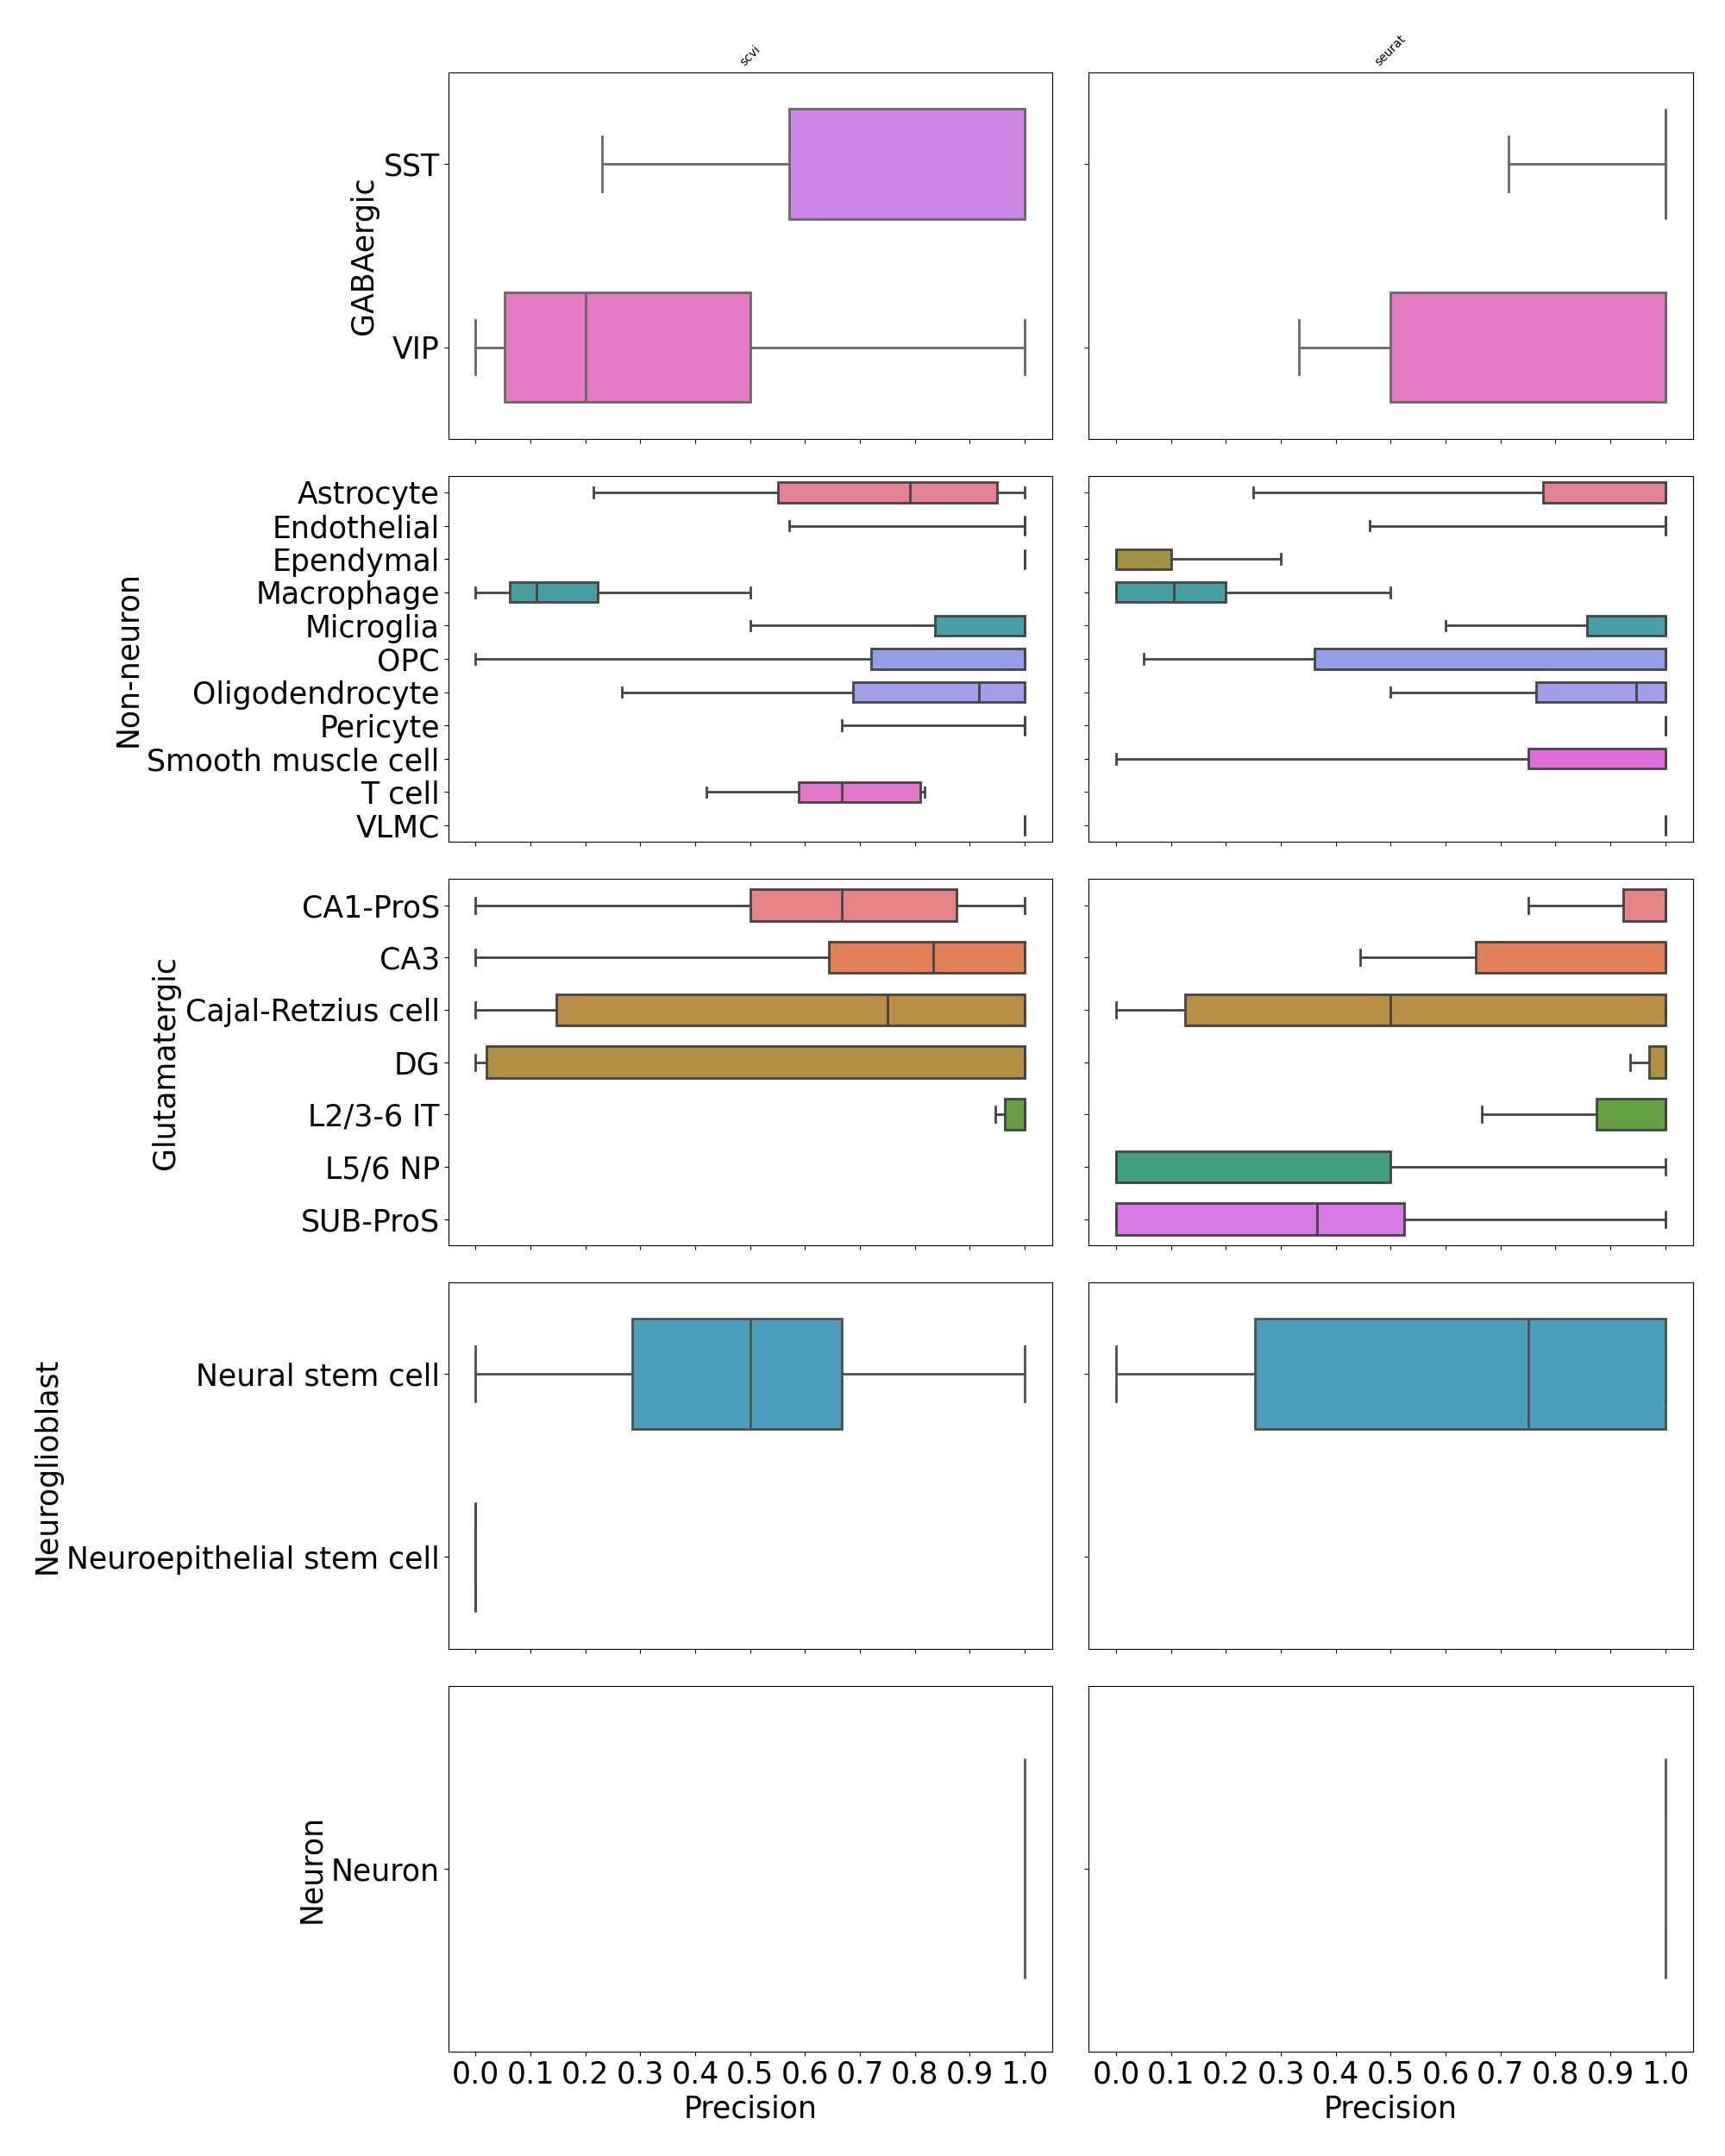 scvi
seurat
GABAergic
SST
VIP
Non-neuron
Astrocyte
Endothelial
Ependymal
Macrophage
Microglia
OPC
Oligodendrocyte
Pericyte
Smooth muscle cell
T cell
VLMC
Glutamatergic
CA1-ProS
CA3
Cajal-Retzius cell
DG
L2/3-6 IT
L5/6 NP
SUB-ProS
Neuroglioblast
Neural stem cell
Neuroepithelial stem cell
Neuron
Neuron
0.0 0.1 0.2 0.3 0.4 0.5 0.6 0.7 0.8 0.9 1.0
Precision
0.0 0.1 0.2 0.3 0.4 0.5 0.6 0.7 0.8 0.9 1.0
Precision